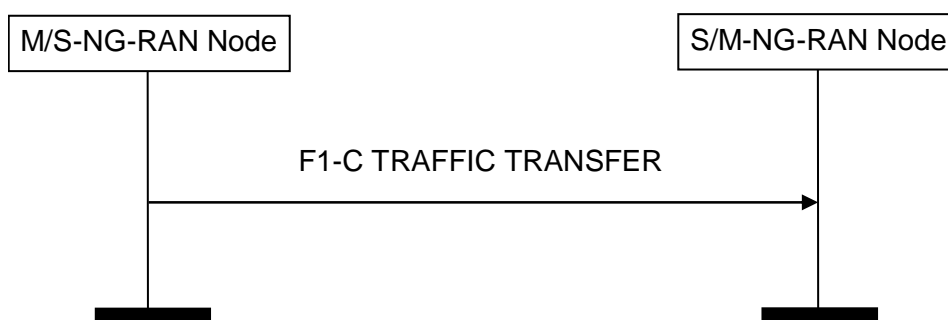 M/S-NG-RAN Node
S/M-NG-RAN Node
F1-C TRAFFIC TRANSFER